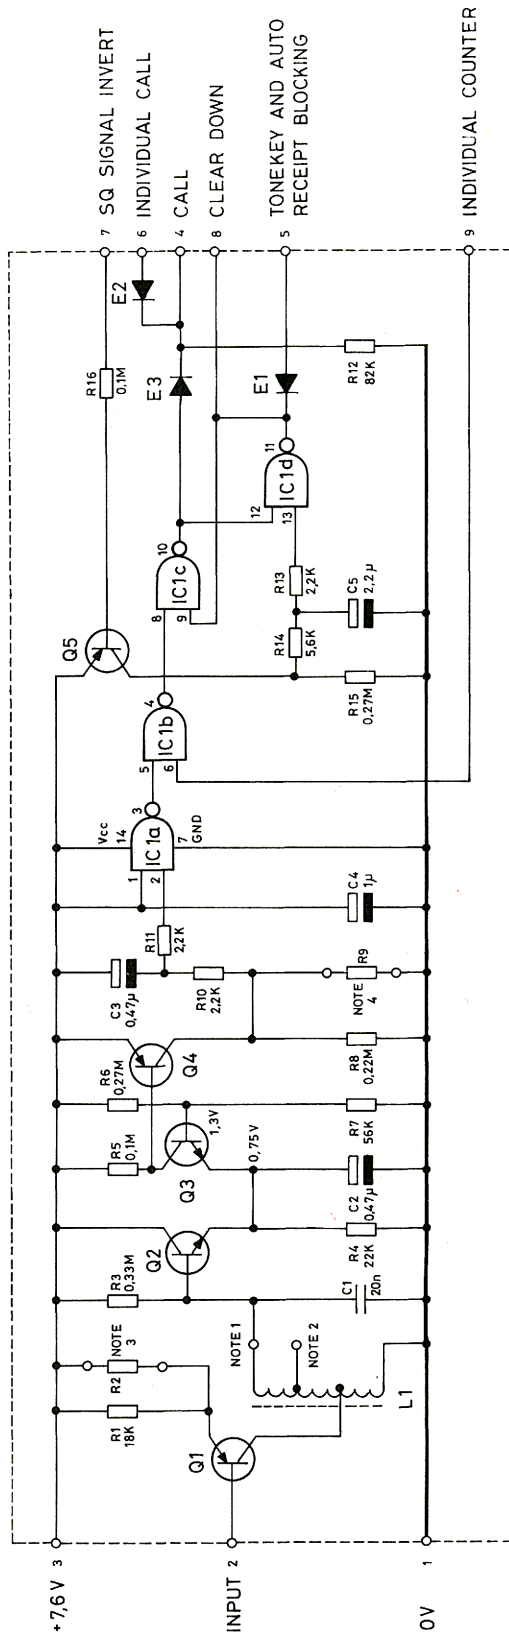 +7,6 V 3
INPUT 2
0V 1
R1
18K
R2
NOTE
3
Q1
L1
NOTE 1
NOTE 2
R3
0,33M
C1
20n
Q2
R4
22K
C2
0,47µ
0,75V
Q3
1,3V
R5
0,1M
R6
0,27M
R7
56K
Q4
R8
0,22M
R9
NOTE
4
C3
0,47µ
R10
2,2K
R11
2,2K
C4
1µ
Vcc
14
1
2
3
IC1a
7
GND
5
6
4
IC1b
Q5
8
9
10
IC1c
R14
5,6K
R15
0,27M
R13
2,2K
C5
2,2µ
12
13
11
IC1d
R16
0,1M
E3
E1
E2
R12
82K
7 SQ SIGNAL INVERT
6 INDIVIDUAL CALL
4 CALL
8 CLEAR DOWN
5 TONEKEY AND AUTO
RECEIPT BLOCKING
9 INDIVIDUAL COUNTER